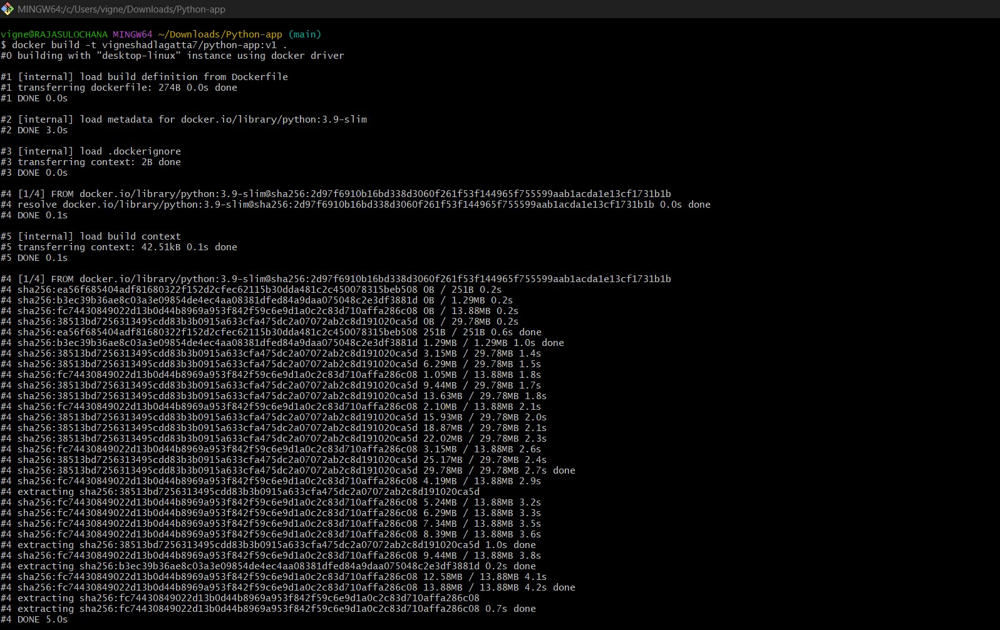 MINGW64:/c/Users/vigne/Downloads/Python-app
vigne@RAJASULOCHANA MINGW64 ~/Downloads/Python-app (main)
$ docker build -t vigneshadlagatta7/python-app:v1 .
#0 building with "desktop-linux" instance using docker driver
#1 [internal] load build definition from Dockerfile
#1 transferring dockerfile: 274B 0.0s done
#1 DONE 0.0s
#2 [internal] load metadata for docker.io/library/python:3.9-slim
#2 DONE 3.0s
#3 [internal] load .dockerignore
#3 transferring context: 2B done
#3 DONE 0.0s
#4 [1/4] FROM docker.io/library/python:3.9-slim@sha256:2d97f6910b16bd338d3060f261f53f144965f755599aab1acda1e13cf1731b1b
#4 resolve docker.io/library/python:3.9-slim@sha256:2d97f6910b16bd338d3060f261f53f144965f755599aab1acda1e13cf1731b1b 0.0s done
#4 DONE 0.1s
#5 [internal] load build context
#5 transferring context: 42.51kB 0.1s done
#5 DONE 0.1s
#4 [1/4] FROM docker.io/library/python:3.9-slim@sha256:2d97f6910b16bd338d3060f261f53f144965f755599aab1acda1e13cf1731b1b
#4 sha256:ea56f685404adf81680322f152d2cfec62115b30dda481c2c450078315beb508 0B / 251B 0.2s
#4 sha256:b3ec39b36ae8c03a3e09854de4ec4aa08381dfed84a9daa075048c2e3df3881d 0B / 1.29MB 0.2s
#4 sha256:fc74430849022d13b0d44b8969a953f842f59c6e9d1a0c2c83d710affa286c08 0B / 13.88MB 0.2s
#4 sha256:38513bd7256313495cdd83b3b0915a633cfa475dc2a07072ab2c8d191020ca5d 0B / 29.78MB 0.2s
#4 sha256:ea56f685404adf81680322f152d2cfec62115b30dda481c2c450078315beb508 251B / 251B 0.6s done
#4 sha256:b3ec39b36ae8c03a3e09854de4ec4aa08381dfed84a9daa075048c2e3df3881d 1.29MB / 1.29MB 1.0s done
#4 sha256:38513bd7256313495cdd83b3b0915a633cfa475dc2a07072ab2c8d191020ca5d 3.15MB / 29.78MB 1.4s
#4 sha256:38513bd7256313495cdd83b3b0915a633cfa475dc2a07072ab2c8d191020ca5d 6.29MB / 29.78MB 1.5s
#4 sha256:fc74430849022d13b0d44b8969a953f842f59c6e9d1a0c2c83d710affa286c08 1.05MB / 13.88MB 1.8s
#4 sha256:38513bd7256313495cdd83b3b0915a633cfa475dc2a07072ab2c8d191020ca5d 9.44MB / 29.78MB 1.7s
#4 sha256:38513bd7256313495cdd83b3b0915a633cfa475dc2a07072ab2c8d191020ca5d 13.63MB / 29.78MB 1.8s
#4 sha256:fc74430849022d13b0d44b8969a953f842f59c6e9d1a0c2c83d710affa286c08 2.10MB / 13.88MB 2.1s
#4 sha256:38513bd7256313495cdd83b3b0915a633cfa475dc2a07072ab2c8d191020ca5d 15.93MB / 29.78MB 2.0s
#4 sha256:38513bd7256313495cdd83b3b0915a633cfa475dc2a07072ab2c8d191020ca5d 18.87MB / 29.78MB 2.1s
#4 sha256:38513bd7256313495cdd83b3b0915a633cfa475dc2a07072ab2c8d191020ca5d 22.02MB / 29.78MB 2.3s
#4 sha256:fc74430849022d13b0d44b8969a953f842f59c6e9d1a0c2c83d710affa286c08 3.15MB / 13.88MB 2.6s
#4 sha256:38513bd7256313495cdd83b3b0915a633cfa475dc2a07072ab2c8d191020ca5d 25.17MB / 29.78MB 2.4s
#4 sha256:38513bd7256313495cdd83b3b0915a633cfa475dc2a07072ab2c8d191020ca5d 29.78MB / 29.78MB 2.7s done
#4 sha256:fc74430849022d13b0d44b8969a953f842f59c6e9d1a0c2c83d710affa286c08 4.19MB / 13.88MB 2.9s
#4 extracting sha256:38513bd7256313495cdd83b3b0915a633cfa475dc2a07072ab2c8d191020ca5d
#4 sha256:fc74430849022d13b0d44b8969a953f842f59c6e9d1a0c2c83d710affa286c08 5.24MB / 13.88MB 3.2s
#4 sha256:fc74430849022d13b0d44b8969a953f842f59c6e9d1a0c2c83d710affa286c08 6.29MB / 13.88MB 3.3s
#4 sha256:fc74430849022d13b0d44b8969a953f842f59c6e9d1a0c2c83d710affa286c08 7.34MB / 13.88MB 3.5s
#4 sha256:fc74430849022d13b0d44b8969a953f842f59c6e9d1a0c2c83d710affa286c08 8.39MB / 13.88MB 3.6s
#4 extracting sha256:38513bd7256313495cdd83b3b0915a633cfa475dc2a07072ab2c8d191020ca5d 1.0s done
#4 sha256:fc74430849022d13b0d44b8969a953f842f59c6e9d1a0c2c83d710affa286c08 9.44MB / 13.88MB 3.8s
#4 extracting sha256:b3ec39b36ae8c03a3e09854de4ec4aa08381dfed84a9daa075048c2e3df3881d 0.2s done
#4 sha256:fc74430849022d13b0d44b8969a953f842f59c6e9d1a0c2c83d710affa286c08 12.58MB / 13.88MB 4.1s
#4 sha256:fc74430849022d13b0d44b8969a953f842f59c6e9d1a0c2c83d710affa286c08 13.88MB / 13.88MB 4.2s done
#4 extracting sha256:fc74430849022d13b0d44b8969a953f842f59c6e9d1a0c2c83d710affa286c08
#4 extracting sha256:fc74430849022d13b0d44b8969a953f842f59c6e9d1a0c2c83d710affa286c08 0.7s done
#4 DONE 5.0s